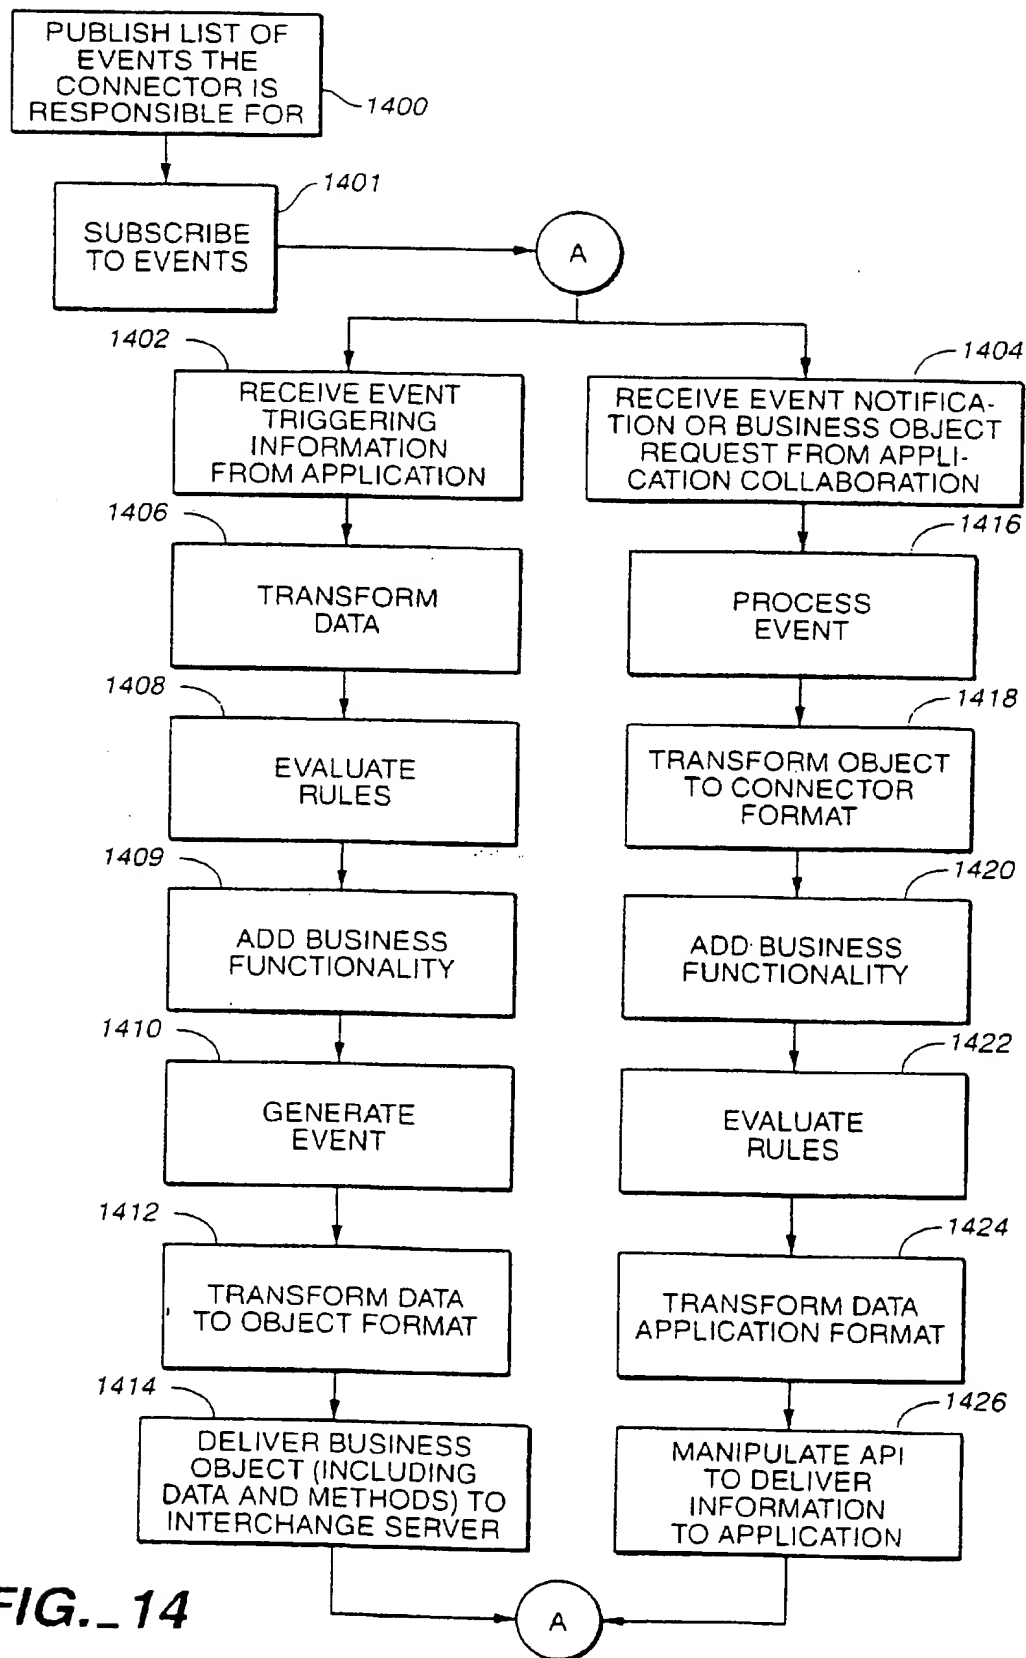 PUBLISH LIST OF
EVENTS THE
CONNECTOR IS
RESPONSIBLE FOR
1400
1401
SUBSCRIBE
TO EVENTS
A
1402
RECEIVE EVENT
TRIGGERING
INFORMATION
FROM APPLICATION
1404
RECEIVE EVENT NOTIFICA-
TION OR BUSINESS OBJECT
REQUEST FROM APPLI-
CATION COLLABORATION
1406
TRANSFORM
DATA
1416
PROCESS
EVENT
1408
EVALUATE
RULES
1418
TRANSFORM OBJECT
TO CONNECTOR
FORMAT
1409
ADD BUSINESS
FUNCTIONALITY
1420
ADD BUSINESS
FUNCTIONALITY
1410
GENERATE
EVENT
1422
EVALUATE
RULES
1412
TRANSFORM DATA
TO OBJECT FORMAT
1424
TRANSFORM DATA
APPLICATION FORMAT
1414
DELIVER BUSINESS
OBJECT (INCLUDING
DATA AND METHODS) TO
INTERCHANGE SERVER
1426
MANIPULATE API
TO DELIVER
INFORMATION
TO APPLICATION
A
FIG._14